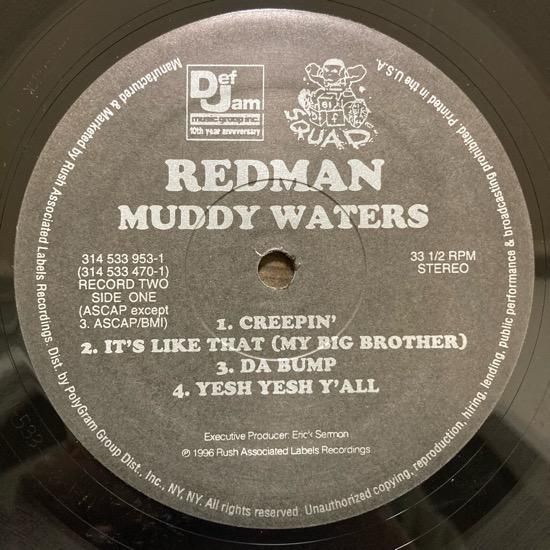 Def
Jam
music group inc.
10th year anniversary
SQUAD
REDMAN
MUDDY WATERS
314 533 953-1
(314 533 470-1)
RECORD TWO
SIDE ONE
(ASCAP except
3. ASCAP/BMI)
33 1/2 RPM
STEREO
1. CREEPIN'
2. IT'S LIKE THAT (MY BIG BROTHER)
3. DA BUMP
4. YESH YESH Y'ALL
Executive Producer: Erick Sermon
℗ 1996 Rush Associated Labels Recordings
Manufactured & Marketed by Rush Associated Labels Recordings. Dist. by PolyGram Group Dist., Inc., NY, NY. All rights reserved. Unauthorized copying, reproduction, hiring, lending, public performance & broadcasting prohibited. Printed in the U.S.A.